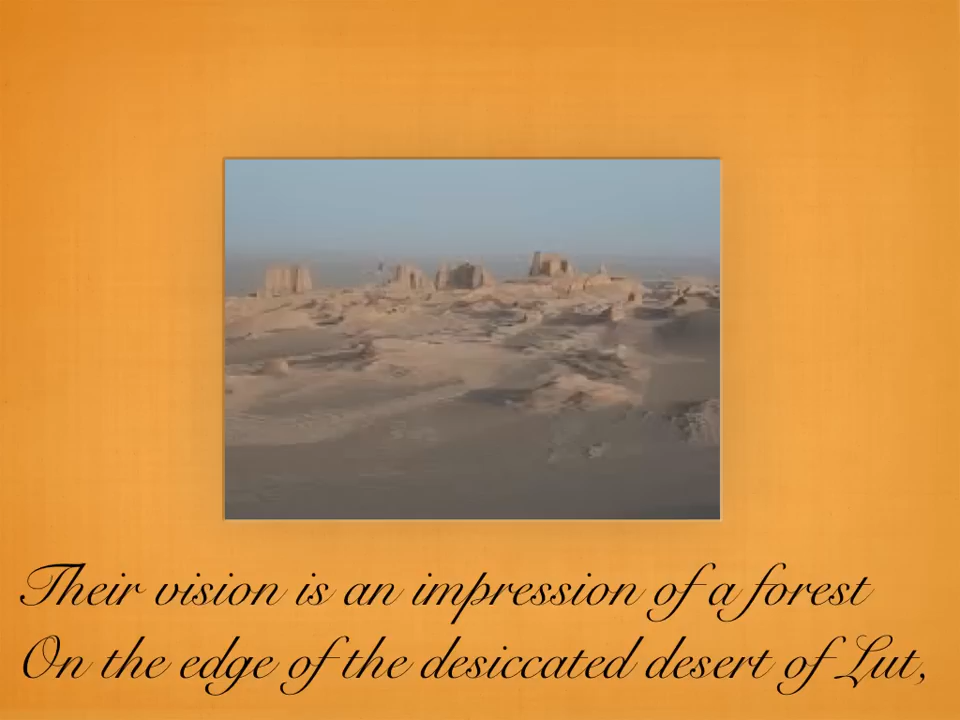 Their vision is an impression of a forest
On the edge of the desiccated desert of Lut,